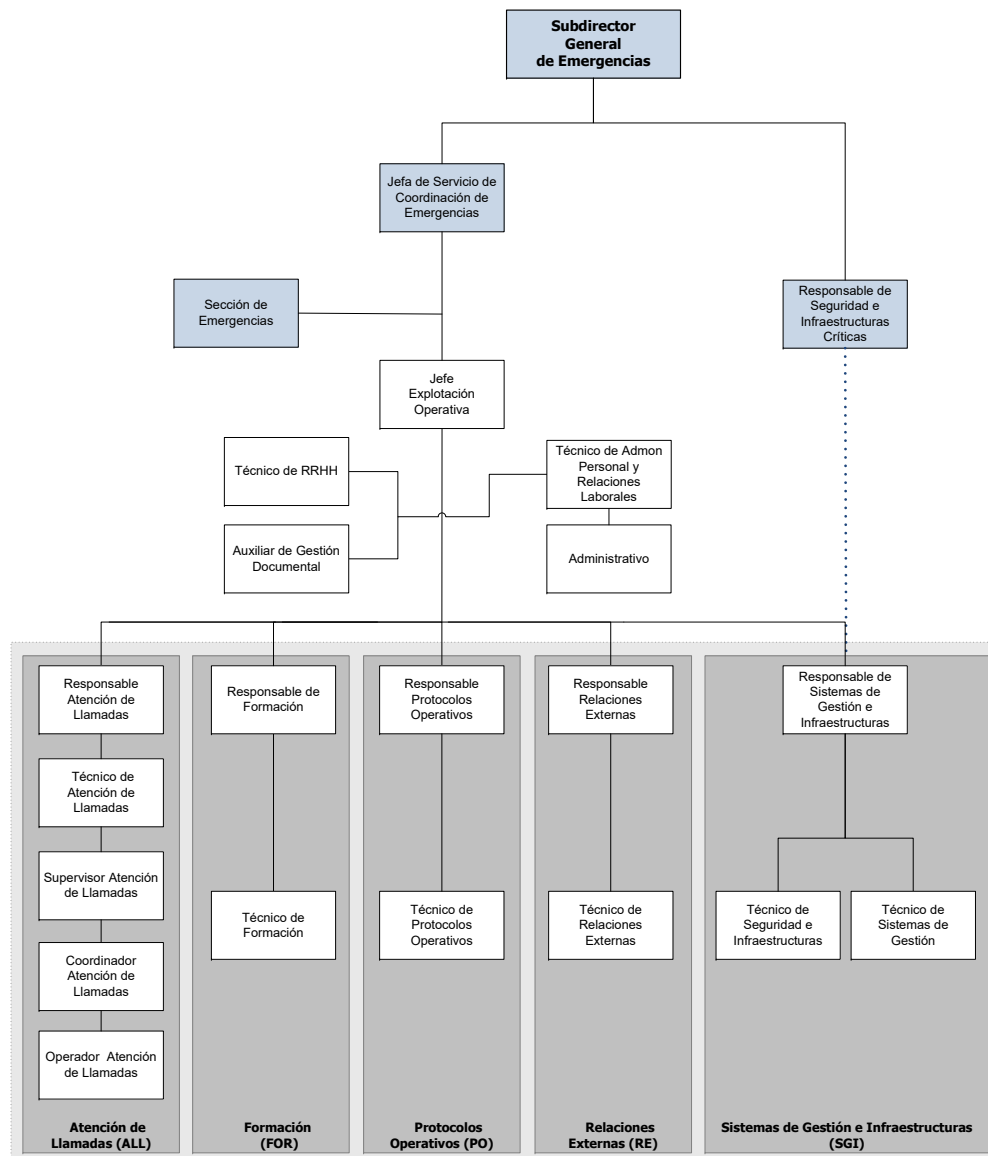 Subdirector
General
de Emergencias
Jefa de Servicio de
Coordinación de
Emergencias
Sección de
Emergencias
Responsable de
Seguridad e
Infraestructuras
Críticas
Jefe
Explotación
Operativa
Técnico de RRHH
Técnico de Admon
Personal y
Relaciones
Laborales
Auxiliar de Gestión
Documental
Administrativo
Responsable
Atención de
Llamadas
Responsable de
Formación
Responsable
Protocolos
Operativos
Responsable
Relaciones
Externas
Responsable de
Sistemas de
Gestión e
Infraestructuras
Técnico de
Atención de
Llamadas
Supervisor Atención
de Llamadas
Técnico de
Formación
Técnico de
Protocolos
Operativos
Técnico de
Relaciones
Externas
Técnico de
Seguridad e
Infraestructuras
Técnico de
Sistemas de
Gestión
Coordinador
Atención de
Llamadas
Operador Atención
de Llamadas
Atención de
Llamadas (ALL)
Formación
(FOR)
Protocolos
Operativos (PO)
Relaciones
Externas (RE)
Sistemas de Gestión e Infraestructuras
(SGI)